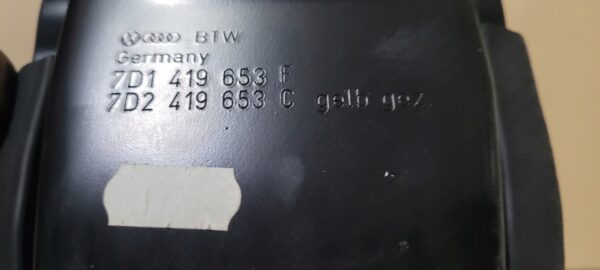 BTW
Germany
7D1 419 653 F
7D2 419 653 C gelb gez.